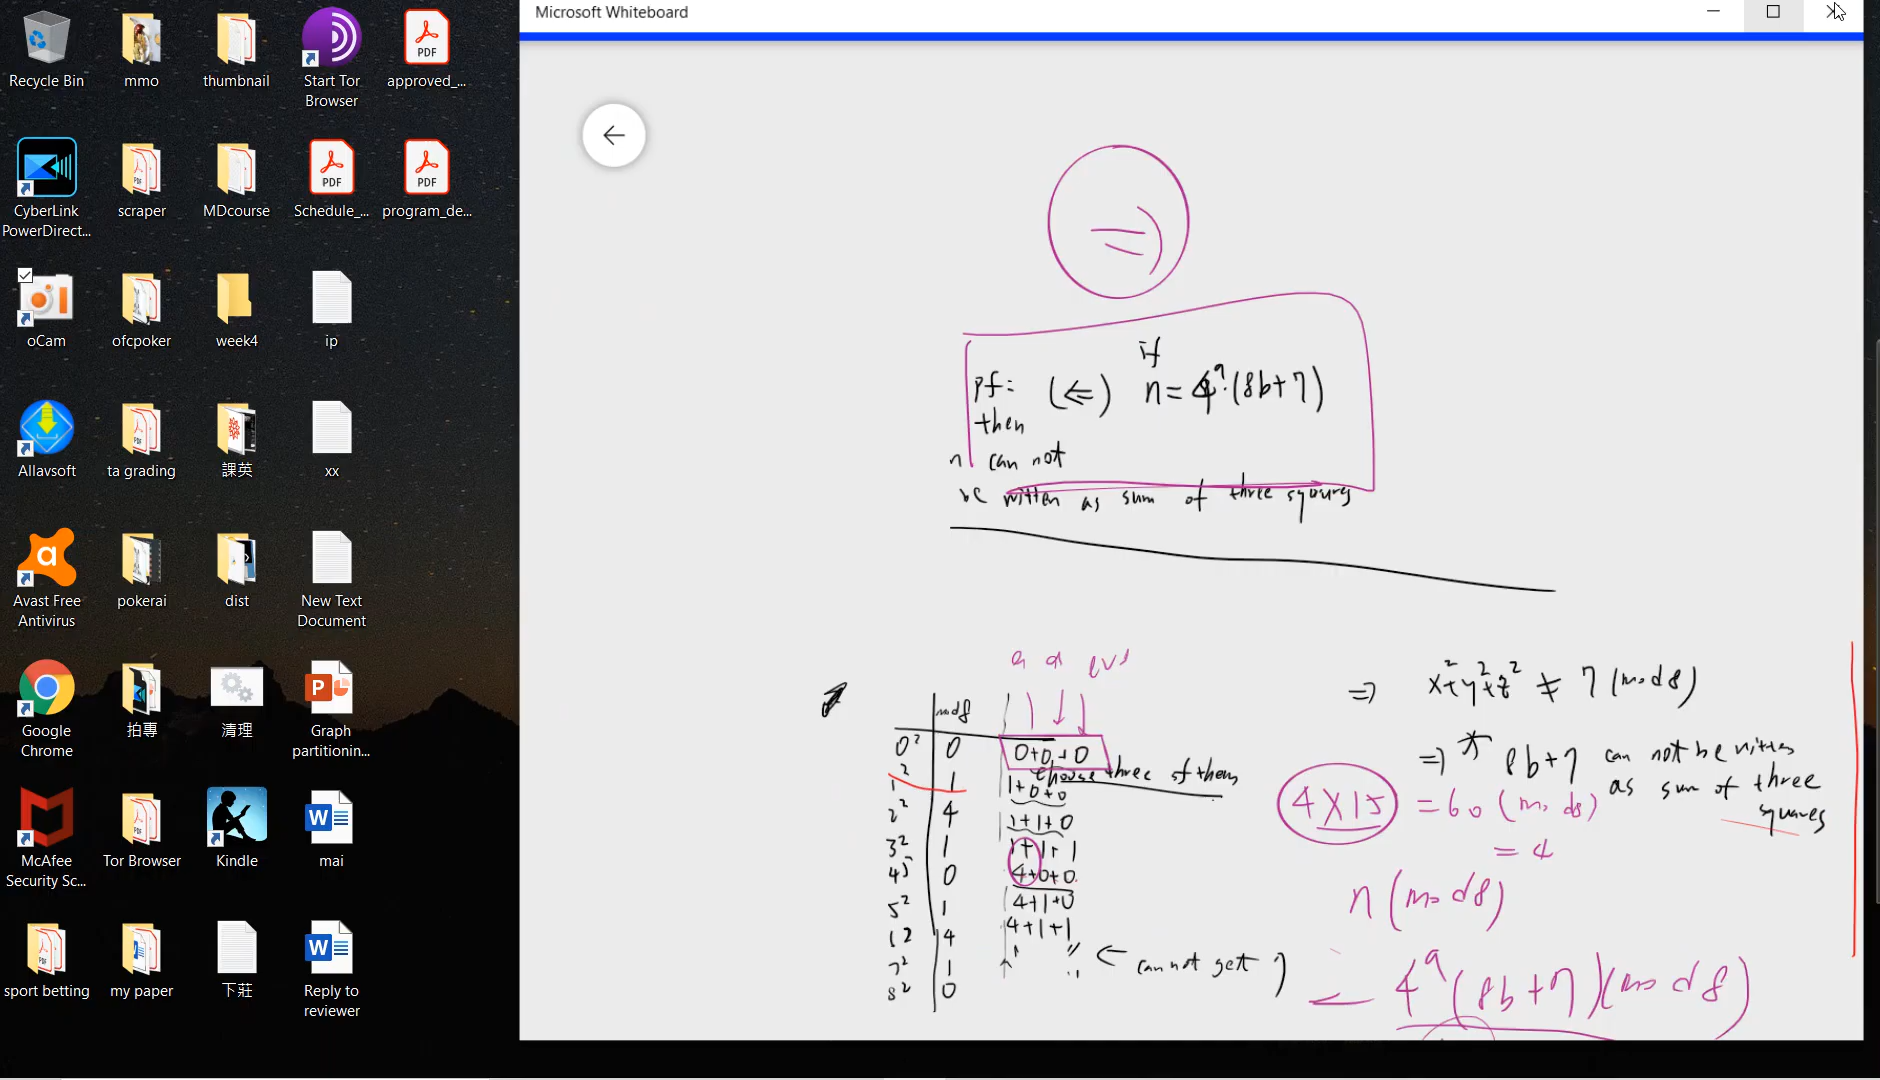 Microsoft Whiteboard
Recycle Bin
mmo
thumbnail
Start Tor
Browser
approved_...
CyberLink
PowerDirect...
scraper
MDcourse
Schedule_...
program_de...
oCam
ofcpoker
week4
ip
Allavsoft
ta grading
課英
xx
Avast Free
Antivirus
pokerai
dist
New Text
Document
Google
Chrome
拍專
清理
Graph
partitionin...
McAfee
Security Sc...
Tor Browser
Kindle
mai
sport betting
my paper
下莊
Reply to
reviewer
if
pf: (⇐) n = 4^a·(8b+7)
then
n can not
be written as sum of three squares
mod 8
0² 0 0+0+0
choose three of them
1² 1 1+0+0
2² 4 1+1+0
3² 1 1+1+1
4² 0 4+0+0
5² 1 4+1+0
4 4+1+1
7² 1
8² 0
← can not get 7
⇒ x²+y²+z² ≠ 7 (mod 8)
⇒ 8b+7 can not be written
as sum of three
squares
4×15 = 60 (mod 8)
= 4
n (mod 8)
= 4^a (8b+7)(mod 8)